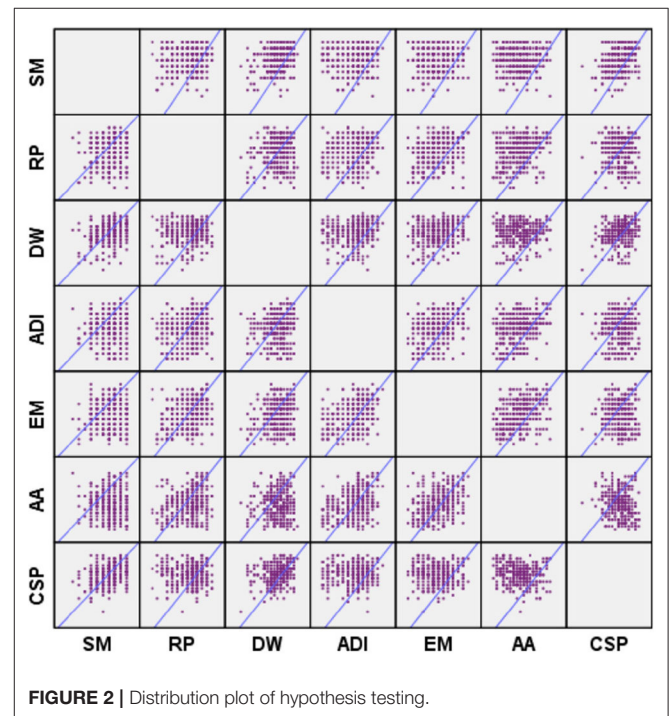 SM
RP
DW
ADI
EM
AA
CSP
SM RP DW ADI EM AA CSP
FIGURE 2 | Distribution plot of hypothesis testing.